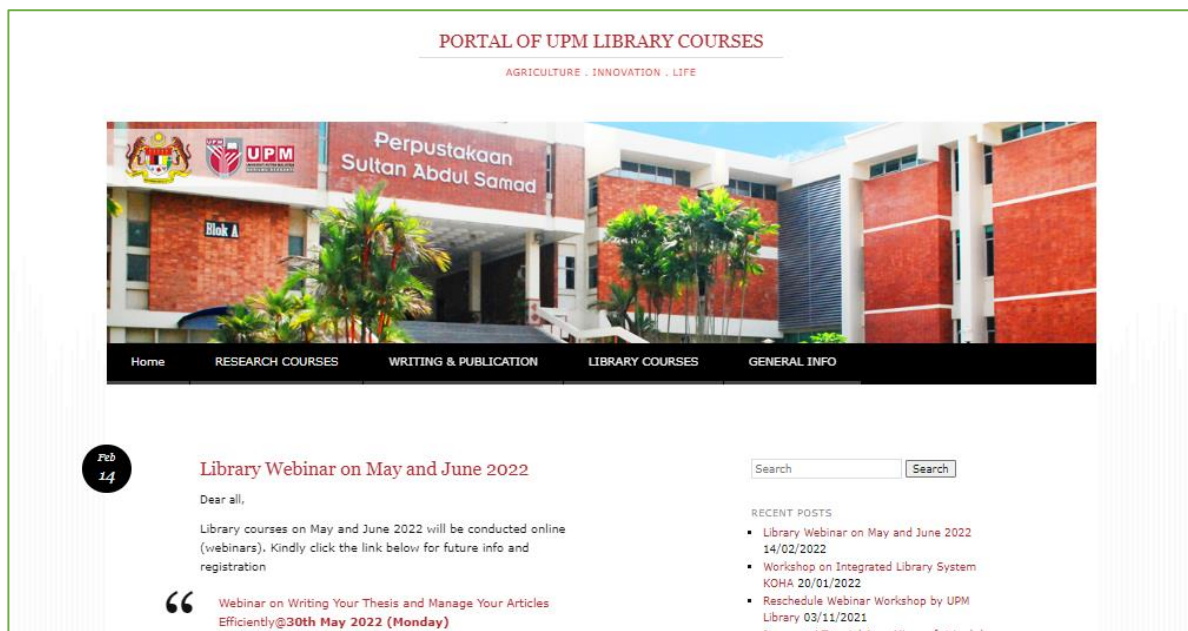 PORTAL OF UPM LIBRARY COURSES
AGRICULTURE . INNOVATION . LIFE
UPM
UPM
Perpustakaan
Sultan Abdul Samad
Blok A
Home
RESEARCH COURSES
WRITING & PUBLICATION
LIBRARY COURSES
GENERAL INFO
Feb
14
Library Webinar on May and June 2022
Dear all,
Library courses on May and June 2022 will be conducted online
(webinars). Kindly click the link below for future info and
registration
“ Webinar on Writing Your Thesis and Manage Your Articles
Efficiently@30th May 2022 (Monday)
Search
Search
RECENT POSTS
Library Webinar on May and June 2022
14/02/2022
Workshop on Integrated Library System
KOHA 20/01/2022
Reschedule Webinar Workshop by UPM
Library 03/11/2021